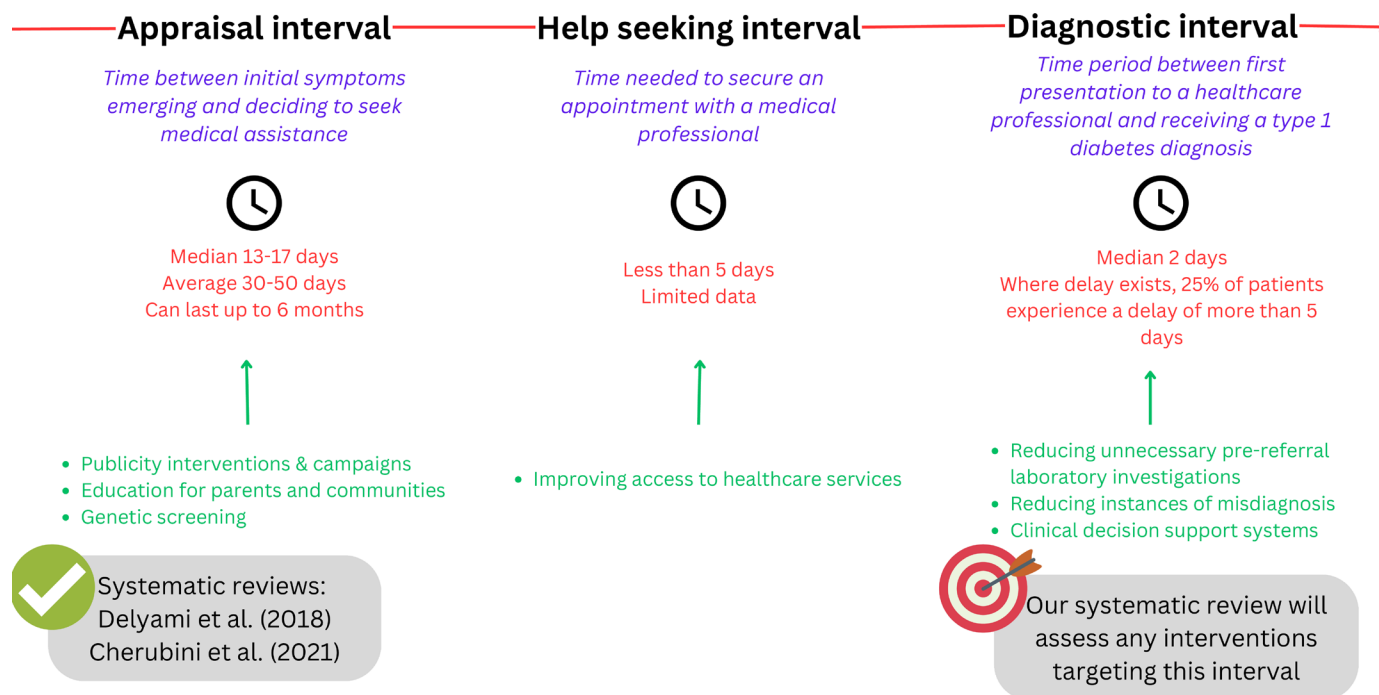 Appraisal interval
Time between initial symptoms
emerging and deciding to seek
medical assistance
Median 13-17 days
Average 30-50 days
Can last up to 6 months
• Publicity interventions & campaigns
• Education for parents and communities
• Genetic screening
Systematic reviews:
Delyami et al. (2018)
Cherubini et al. (2021)
Help seeking interval
Time needed to secure an
appointment with a medical
professional
Less than 5 days
Limited data
• Improving access to healthcare services
Diagnostic interval
Time period between first
presentation to a healthcare
professional and receiving a type 1
diabetes diagnosis
Median 2 days
Where delay exists, 25% of patients
experience a delay of more than 5
days
• Reducing unnecessary pre-referral
laboratory investigations
• Reducing instances of misdiagnosis
• Clinical decision support systems
Our systematic review will
assess any interventions
targeting this interval